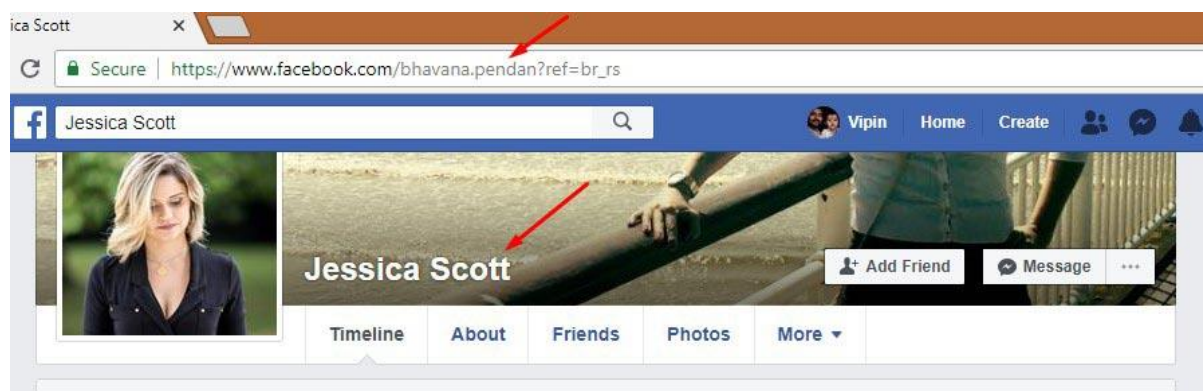 ica Scott
Secure | https://www.facebook.com/bhavana.pendan?ref=br_rs
f Jessica Scott Vipin Home Create
Jessica Scott
Add Friend Message
Timeline About Friends Photos More